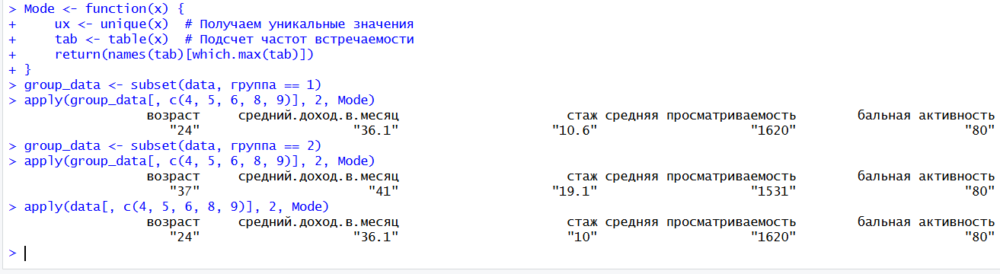 > Mode <- function(x) {
+     ux <- unique(x)  # Получаем уникальные значения
+     tab <- table(x)  # Подсчет частот встречаемости
+     return(names(tab)[which.max(tab)])
+ }
> group_data <- subset(data, группа == 1)
> apply(group_data[, c(4, 5, 6, 8, 9)], 2, Mode)
возраст средний.доход.в.месяц стаж средняя просматриваемость бальная активность
"24" "36.1" "10.6" "1620" "80"
> group_data <- subset(data, группа == 2)
> apply(group_data[, c(4, 5, 6, 8, 9)], 2, Mode)
возраст средний.доход.в.месяц стаж средняя просматриваемость бальная активность
"37" "41" "19.1" "1531" "80"
> apply(data[, c(4, 5, 6, 8, 9)], 2, Mode)
возраст средний.доход.в.месяц стаж средняя просматриваемость бальная активность
"24" "36.1" "10" "1620" "80"
>